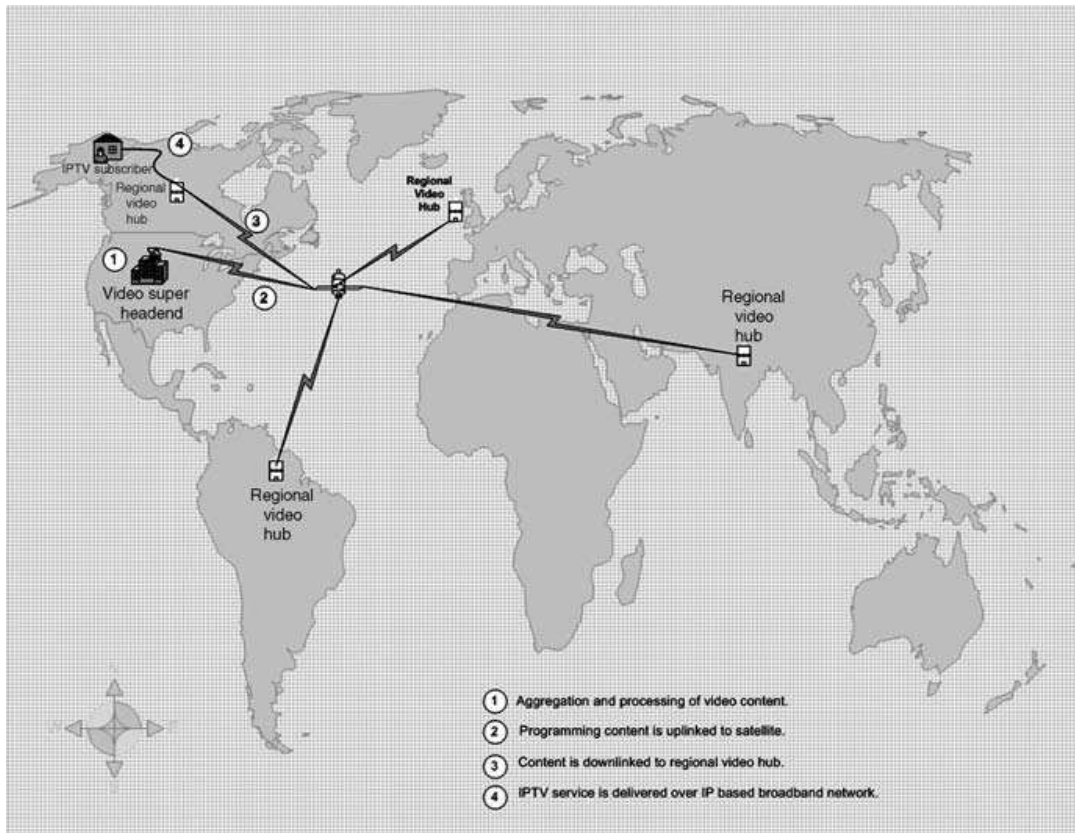 4
IPTV subscriber
Regional
video
hub
Regional
Video
Hub
3
1
Video super
headend
2
Regional
video
hub
Regional
video
hub
1 Aggregation and processing of video content.
2 Programming content is uplinked to satellite.
3 Content is downlinked to regional video hub.
4 IPTV service is delivered over IP based broadband network.